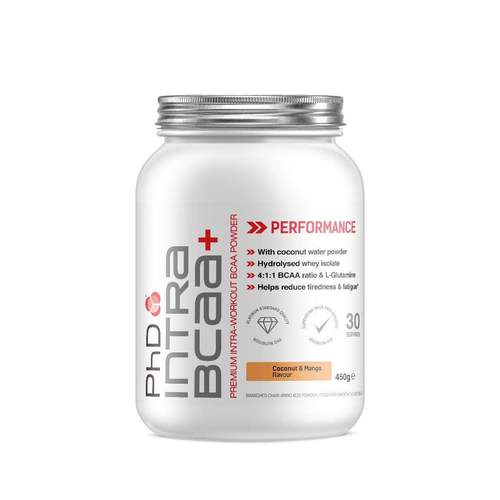 PhD
INTRA
BCAA+
PREMIUM INTRA-WORKOUT BCAA POWDER
>> PERFORMANCE
» With coconut water powder
» Hydrolysed whey isolate
» 4:1:1 BCAA ratio & L-Glutamine
» Helps reduce tiredness & fatigue*
30
SERVINGS
Coconut & Mango
flavour
450g℮